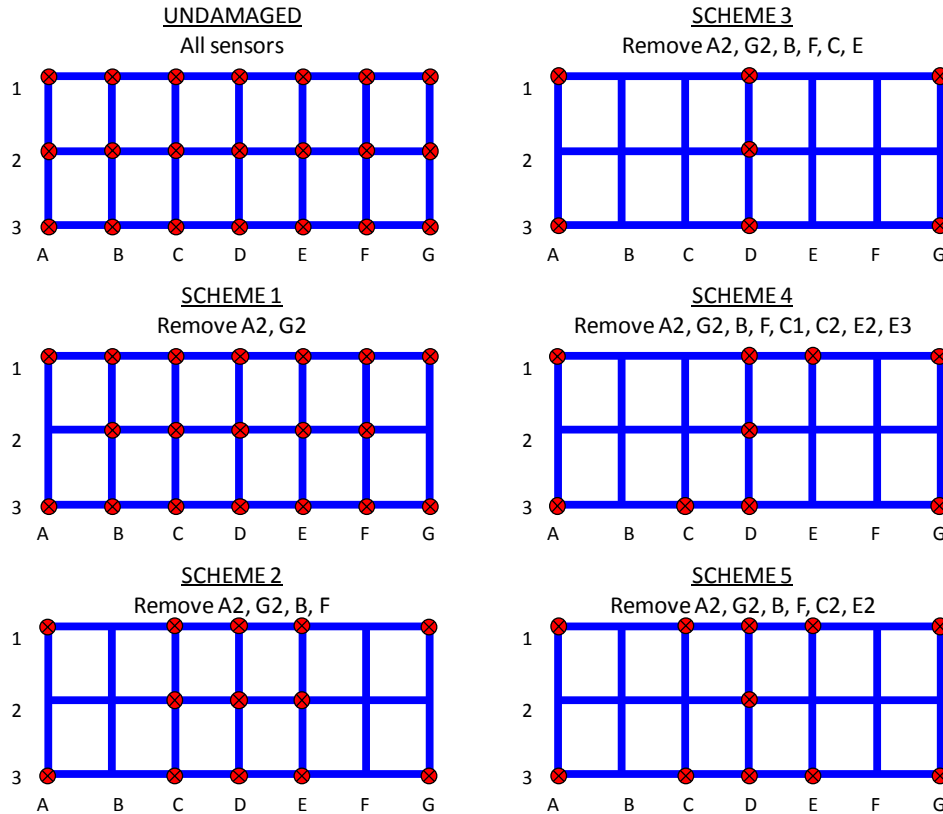 UNDAMAGED
All sensors
1
2
3
A B C D E F G
SCHEME 1
Remove A2, G2
1
2
3
A B C D E F G
SCHEME 2
Remove A2, G2, B, F
1
2
3
A B C D E F G
SCHEME 3
Remove A2, G2, B, F, C, E
1
2
3
A B C D E F G
SCHEME 4
Remove A2, G2, B, F, C1, C2, E2, E3
1
2
3
A B C D E F G
SCHEME 5
Remove A2, G2, B, F, C2, E2
1
2
3
A B C D E F G